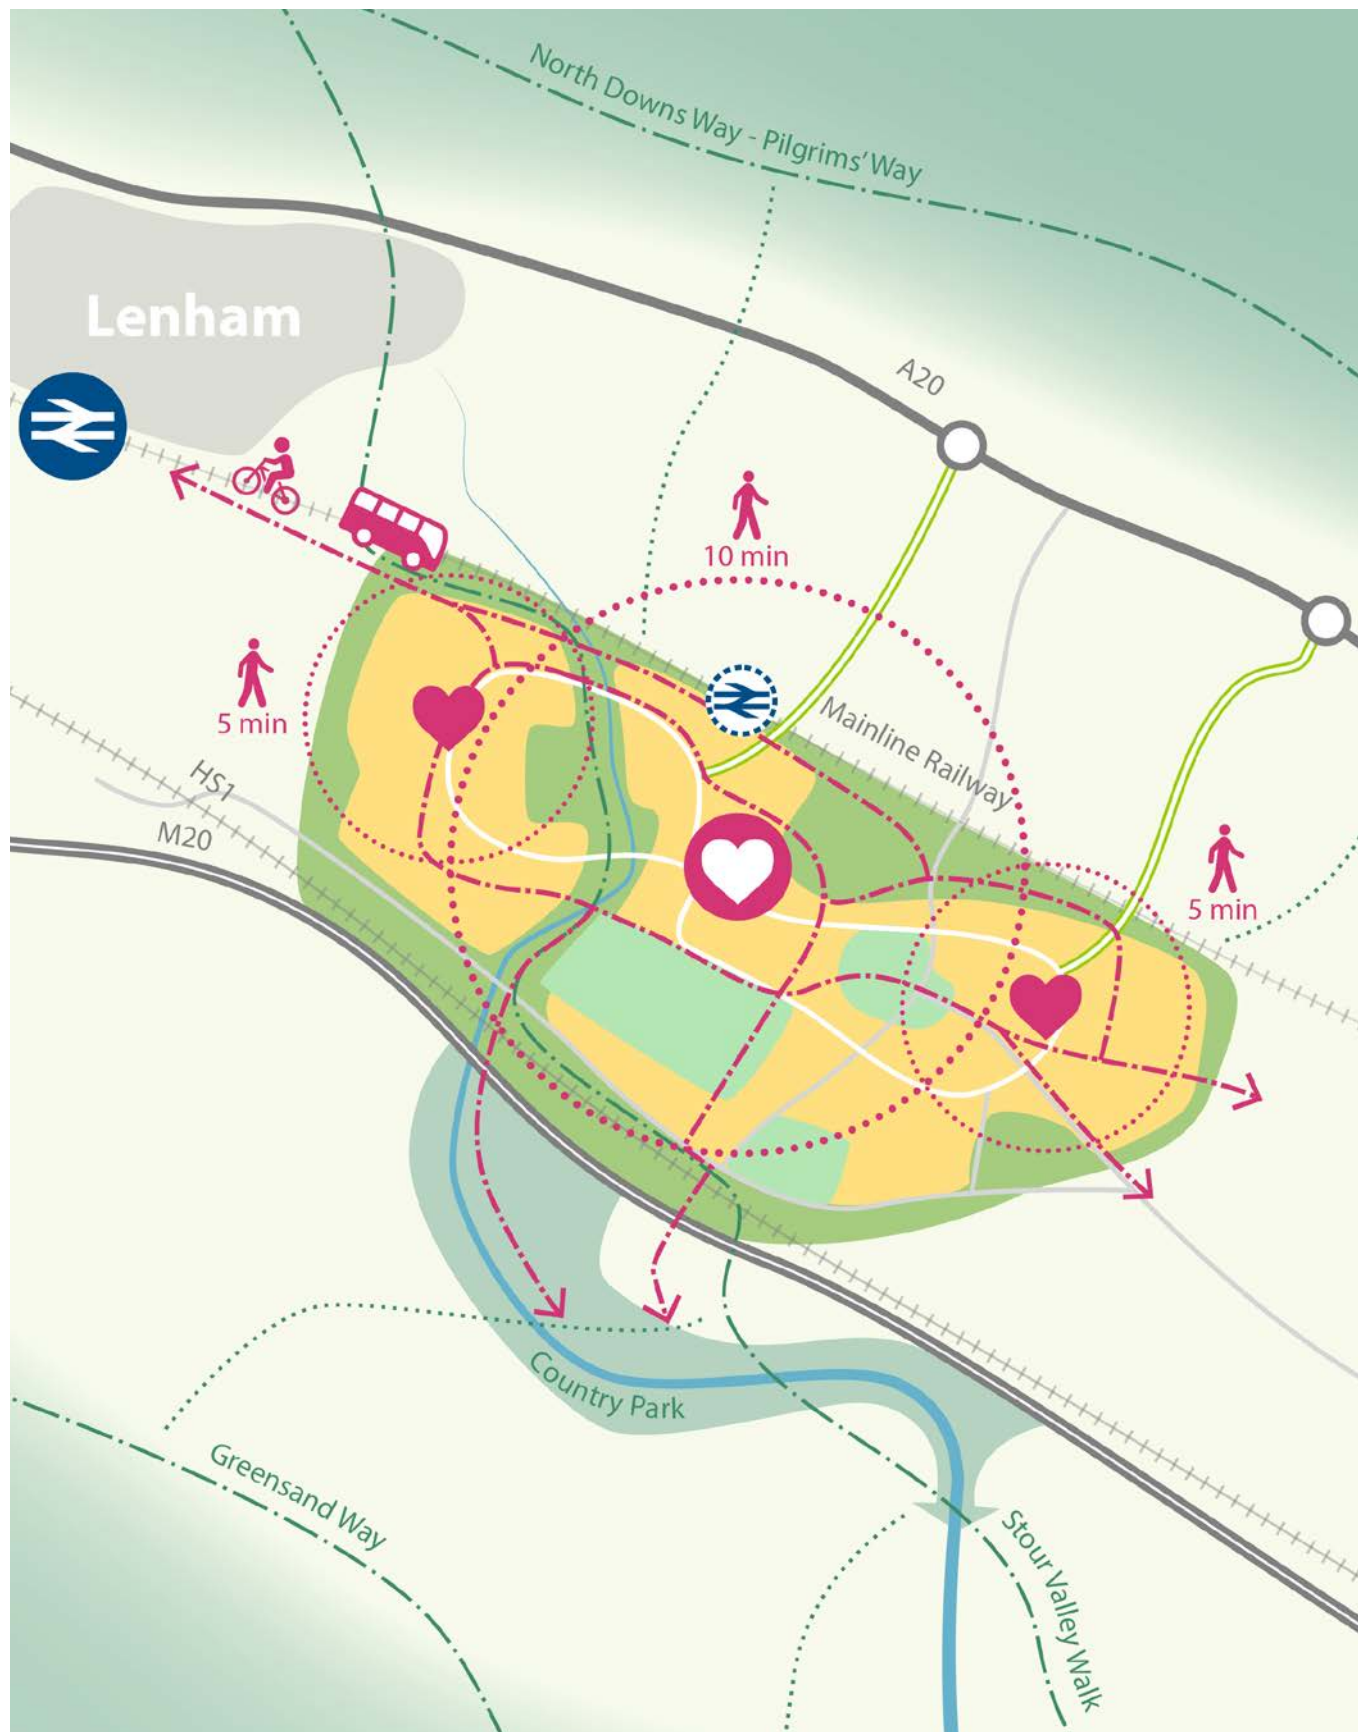 North Downs Way - Pilgrims' Way
Lenham
A20
10 min
5 min
Mainline Railway
HS1
M20
5 min
Country Park
Greensand Way
Stour Valley Walk